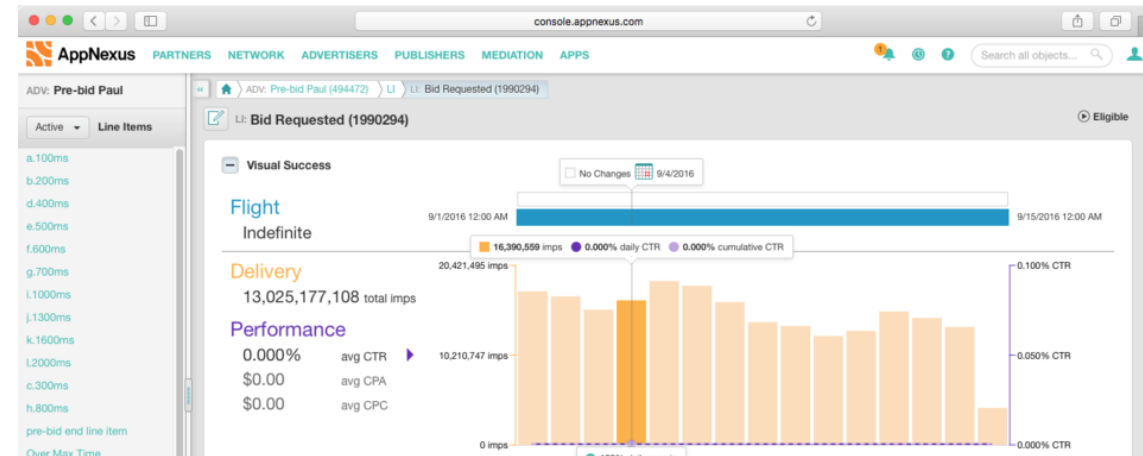 console.appnexus.com
AppNexus PARTNERS NETWORK ADVERTISERS PUBLISHERS MEDIATION APPS 1 ? Search all objects...
ADV: Pre-bid Paul
« ADV: Pre-bid Paul (494472) LI LI: Bid Requested (1990294)
LI: Bid Requested (1990294) Eligible
Active Line Items
a.100ms
b.200ms
d.400ms
e.500ms
f.600ms
g.700ms
i.1000ms
j.1300ms
k.1600ms
l.2000ms
c.300ms
h.800ms
pre-bid end line item
Over Max Time
Visual Success
No Changes 9/4/2016
Flight
Indefinite
9/1/2016 12:00 AM 9/15/2016 12:00 AM
16,390,559 imps 0.000% daily CTR 0.000% cumulative CTR
Delivery
13,025,177,108 total imps
Performance
0.000% avg CTR
$0.00 avg CPA
$0.00 avg CPC
20,421,495 imps 0.100% CTR
10,210,747 imps 0.050% CTR
0 imps 0.000% CTR